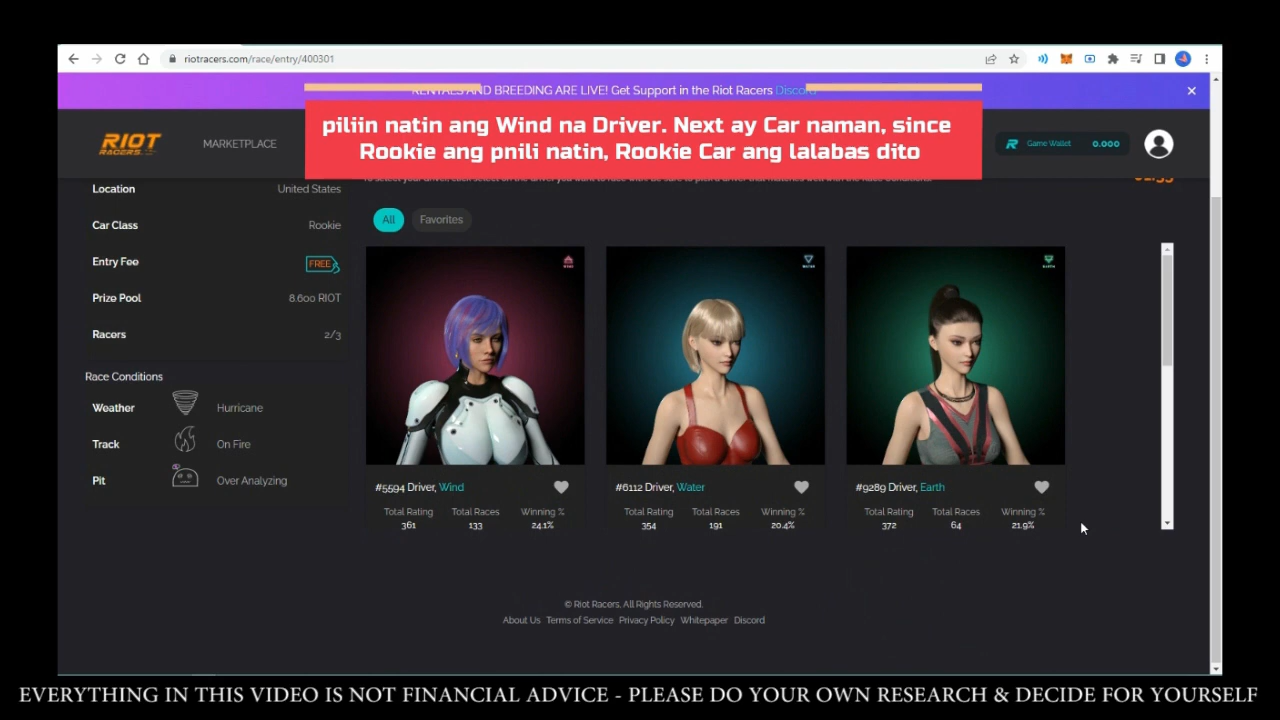 riotracers.com/race/entry/400301
RENTALS AND BREEDING ARE LIVE! Get Support in the Riot Racers Discord
piliin natin ang Wind na Driver. Next ay Car naman, since
Rookie ang pnili natin, Rookie Car ang lalabas dito
RIOT
RACERS
MARKETPLACE
Game Wallet 0.000
Location United States
All Favorites
Car Class Rookie
Entry Fee FREE
Prize Pool 8.600 RIOT
Racers 2/3
Race Conditions
Weather Hurricane
Track On Fire
Pit Over Analyzing
WATER
EARTH
#5594 Driver, Wind
Total Rating Total Races Winning %
361 133 24.1%
#6112 Driver, Water
Total Rating Total Races Winning %
354 191 20.4%
#9289 Driver, Earth
Total Rating Total Races Winning %
372 64 21.9%
© Riot Racers, All Rights Reserved.
About Us Terms of Service Privacy Policy Whitepaper Discord
EVERYTHING IN THIS VIDEO IS NOT FINANCIAL ADVICE - PLEASE DO YOUR OWN RESEARCH & DECIDE FOR YOURSELF